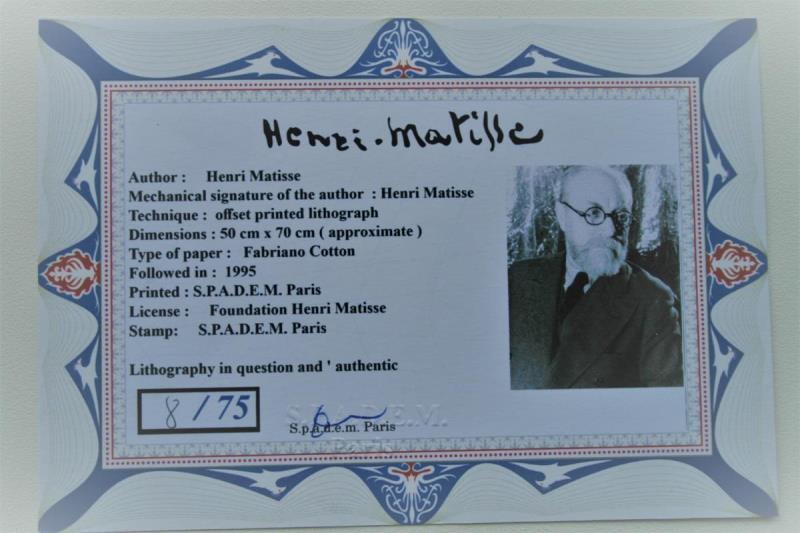 Henri. Matisse
Author : Henri Matisse
Mechanical signature of the author : Henri Matisse
Technique : offset printed lithograph
Dimensions : 50 cm x 70 cm ( approximate )
Type of paper : Fabriano Cotton
Followed in : 1995
Printed : S.P.A.D.E.M. Paris
License : Foundation Henri Matisse
Stamp: S.P.A.D.E.M. Paris
Lithography in question and ' authentic
8 / 75
S.P.A.D.E.M.
S.p.a.d.e.m. Paris
Paris